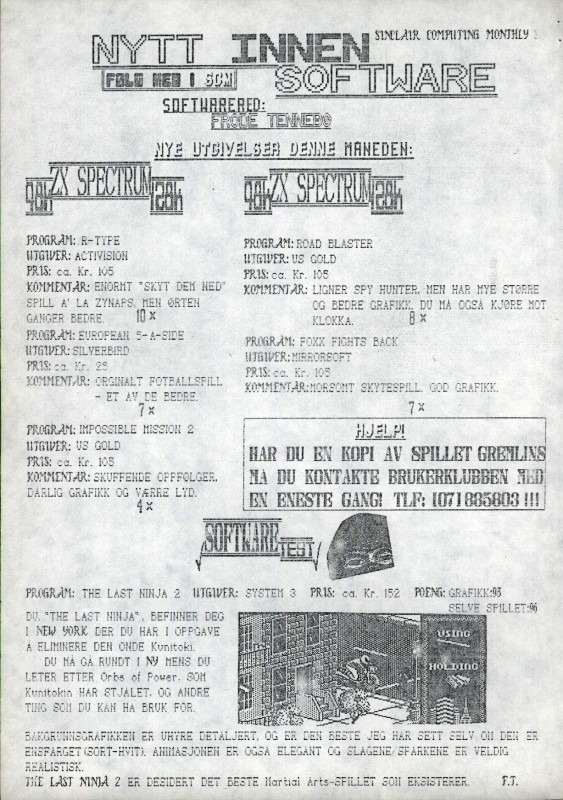 SINCLAIR COMPUTING MONTHLY
NYTT INNEN
FØLG MED I SCM
SOFTWARE
SOFTWARERED:
FRODE TENNEBØ
NYE UTGIVELSER DENNE MÅNEDEN:
48k ZX SPECTRUM 128k
PROGRAM: R-TYPE
UTGIVER: ACTIVISION
PRIS: ca. Kr. 105
KOMMENTAR: ENORMT "SKYT DEM NED"
SPILL A' LA ZYNAPS, MEN ØRTEN
GANGER BEDRE. 10 x
PROGRAM: EUROPEAN 5-A-SIDE
UTGIVER: SILVERBIRD
PRIS: ca. Kr. 25
KOMMENTAR: ORGINALT FOTBALLSPILL
- ET AV DE BEDRE.
7 x
PROGRAM: IMPOSSIBLE MISSION 2
UTGIVER: US GOLD
PRIS: ca. Kr. 105
KOMMENTAR: SKUFFENDE OPPFØLGER,
DÅRLIG GRAFIKK OG VÆRRE LYD.
4 x
48k ZX SPECTRUM 128k
PROGRAM: ROAD BLASTER
UTGIVER: US GOLD
PRIS: ca. Kr. 105
KOMMENTAR: LIGNER SPY HUNTER, MEN HAR MYE STØRRE
OG BEDRE GRAFIKK. DU MÅ OGSÅ KJØRE MOT
KLOKKA. 8 x
PROGRAM: FOXX FIGHTS BACK
UTGIVER: MIRRORSOFT
PRIS: ca. Kr. 105
KOMMENTAR: MORSOMT SKYTESPILL. GOD GRAFIKK.
7 x
HJELP!
HAR DU EN KOPI AV SPILLET GREMLINS
MA DU KONTAKTE BRUKERKLUBBEN MED
EN ENESTE GANG! TLF: (071) 885803 !!!
SOFTWARE TEST
PROGRAM: THE LAST NINJA 2 UTGIVER: SYSTEM 3 PRIS: ca. Kr. 152 POENG: GRAFIKK:93
SELVE SPILLET:96
DU, "THE LAST NINJA", BEFINNER DEG
I NEW YORK DER DU HAR I OPPGAVE
Å ELIMINERE DEN ONDE Kunitoki.
DU MÅ GÅ RUNDT I NY MENS DU
LETER ETTER Orbs of Power, SOM
Kunitokin HAR STJÅLET, OG ANDRE
TING SOM DU KAN HA BRUK FOR.
USING
HOLDING
BAKGRUNNSGRAFIKKEN ER UHYRE DETALJERT, OG ER DEN BESTE JEG HAR SETT SELV OM DEN ER
ENSFARGET (SORT-HVIT). ANIMASJONEN ER OGSÅ ELEGANT OG SLAGENE/SPARKENE ER VELDIG
REALISTISK.
THE LAST NINJA 2 ER DESIDERT DET BESTE Martial Arts-SPILLET SOM EKSISTERER. F.T.